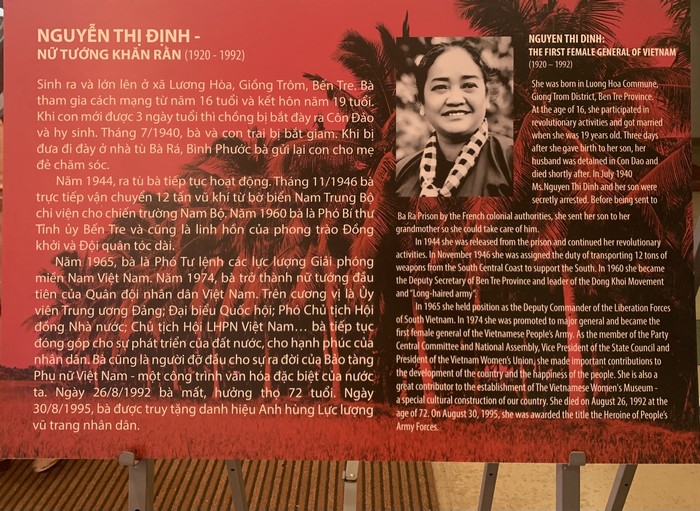 NGUYỄN THỊ ĐỊNH -
NỮ TƯỚNG KHĂN RẰN (1920 - 1992)
Sinh ra và lớn lên ở xã Lương Hòa, Giồng Trôm, Bến Tre. Bà
tham gia cách mạng từ năm 16 tuổi và kết hôn năm 19 tuổi.
Khi con mới được 3 ngày tuổi thì chồng bị bắt đày ra Côn Đảo
và hy sinh. Tháng 7/1940, bà và con trai bị bắt giam. Khi bị
đưa đi đày ở nhà tù Bà Rá, Bình Phước bà gửi lại con cho mẹ
đẻ chăm sóc.
Năm 1944, ra tù bà tiếp tục hoạt động. Tháng 11/1946 bà
trực tiếp vận chuyển 12 tấn vũ khí từ bờ biển Nam Trung Bộ
chi viện cho chiến trường Nam Bộ. Năm 1960 bà là Phó Bí thư
Tỉnh ủy Bến Tre và cũng là linh hồn của phong trào Đồng
khởi và Đội quân tóc dài.
Năm 1965, bà là Phó Tư lệnh các lực lượng Giải phóng
miền Nam Việt Nam. Năm 1974, bà trở thành nữ tướng đầu
tiên của Quân đội nhân dân Việt Nam. Trên cương vị là Ủy
viên Trung ương Đảng; Đại biểu Quốc hội; Phó Chủ tịch Hội
đồng Nhà nước; Chủ tịch Hội LHPN Việt Nam... bà tiếp tục
đóng góp cho sự phát triển của đất nước, cho hạnh phúc của
nhân dân. Bà cũng là người đỡ đầu cho sự ra đời của Bảo tàng
Phụ nữ Việt Nam - một công trình văn hóa đặc biệt của nước
ta. Ngày 26/8/1992 bà mất, hưởng thọ 72 tuổi. Ngày
30/8/1995, bà được truy tặng danh hiệu Anh hùng Lực lượng
vũ trang nhân dân.
NGUYEN THI DINH:
THE FIRST FEMALE GENERAL OF VIETNAM
(1920 – 1992)
She was born in Luong Hoa Commune,
Giong Trom District, Ben Tre Province.
At the age of 16, she participated in
revolutionary activities and got married
when she was 19 years old. Three days
after she gave birth to her son, her
husband was detained in Con Dao and
died shortly after. In July 1940
Ms.Nguyen Thi Dinh and her son were
secretly arrested. Before being sent to
Ba Ra Prison by the French colonial authorities, she sent her son to her
grandmother so she could take care of him.
In 1944 she was released from the prison and continued her revolutionary
activities. In November 1946 she was assigned the duty of transporting 12 tons of
weapons from the South Central Coast to support the South. In 1960 she became
the Deputy Secretary of Ben Tre Province and leader of the Dong Khoi Movement
and "Long-haired army".
In 1965 she held position as the Deputy Commander of the Liberation Forces
of South Vietnam. In 1974 she was promoted to major general and became the
first female general of the Vietnamese People's Army. As the member of the Party
Central Committee and National Assembly, Vice President of the State Council and
President of the Vietnam Women's Union, she made important contributions to
the development of the country and the happiness of the people. She is also a
great contributor to the establishment of The Vietnamese Women's Museum -
a special cultural construction of our country. She died on August 26, 1992 at the
age of 72. On August 30, 1995, she was awarded the title the Heroine of People's
Army Forces.